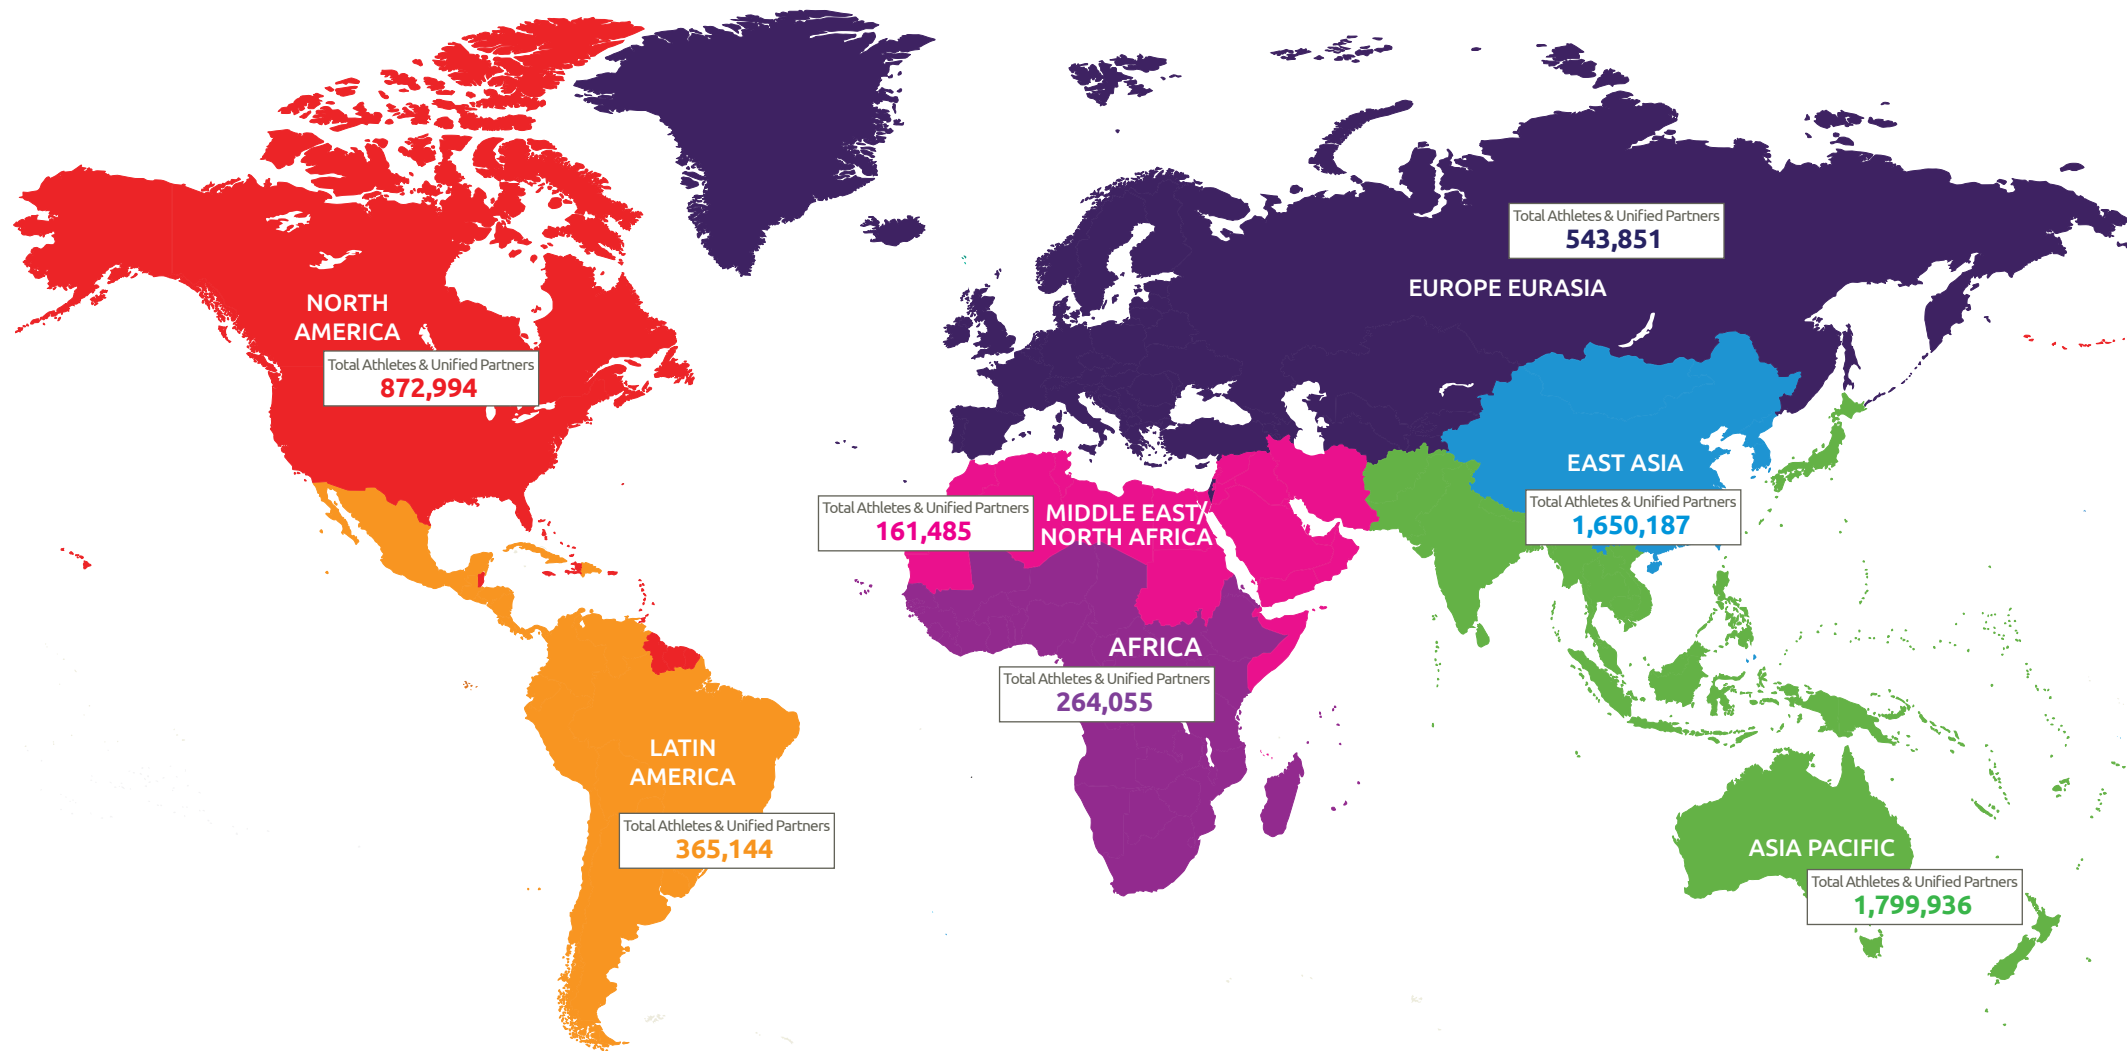 Total Athletes & Unified Partners
543,851
EUROPE EURASIA
NORTH
AMERICA
Total Athletes & Unified Partners
872,994
EAST ASIA
Total Athletes & Unified Partners
1,650,187
Total Athletes & Unified Partners
161,485
MIDDLE EAST/
NORTH AFRICA
AFRICA
Total Athletes & Unified Partners
264,055
LATIN
AMERICA
Total Athletes & Unified Partners
365,144
ASIA PACIFIC
Total Athletes & Unified Partners
1,799,936